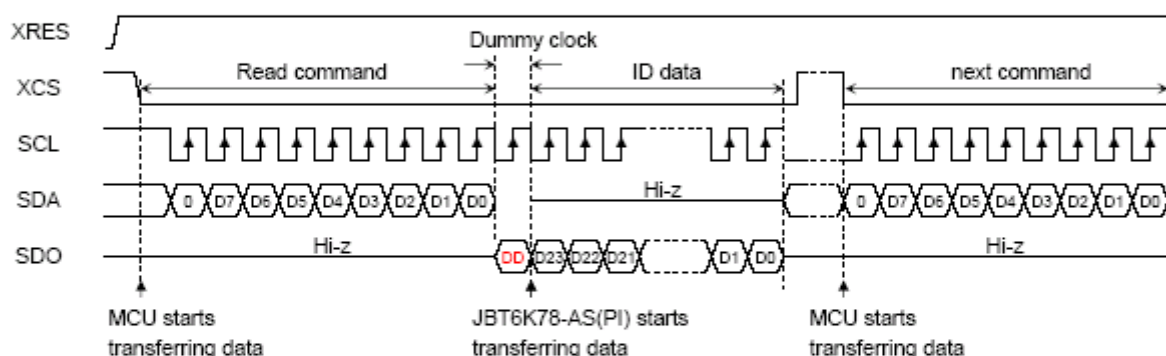 XRES
Dummy clock
XCS Read command ID data next command
SCL
SDA 0 D7 D6 D5 D4 D3 D2 D1 D0 Hi-z 0 D7 D6 D5 D4 D3 D2 D1 D0
SDO Hi-z DD D23 D22 D21 D1 D0 Hi-z
MCU starts JBT6K78-AS(PI) starts MCU starts
transferring data transferring data transferring data